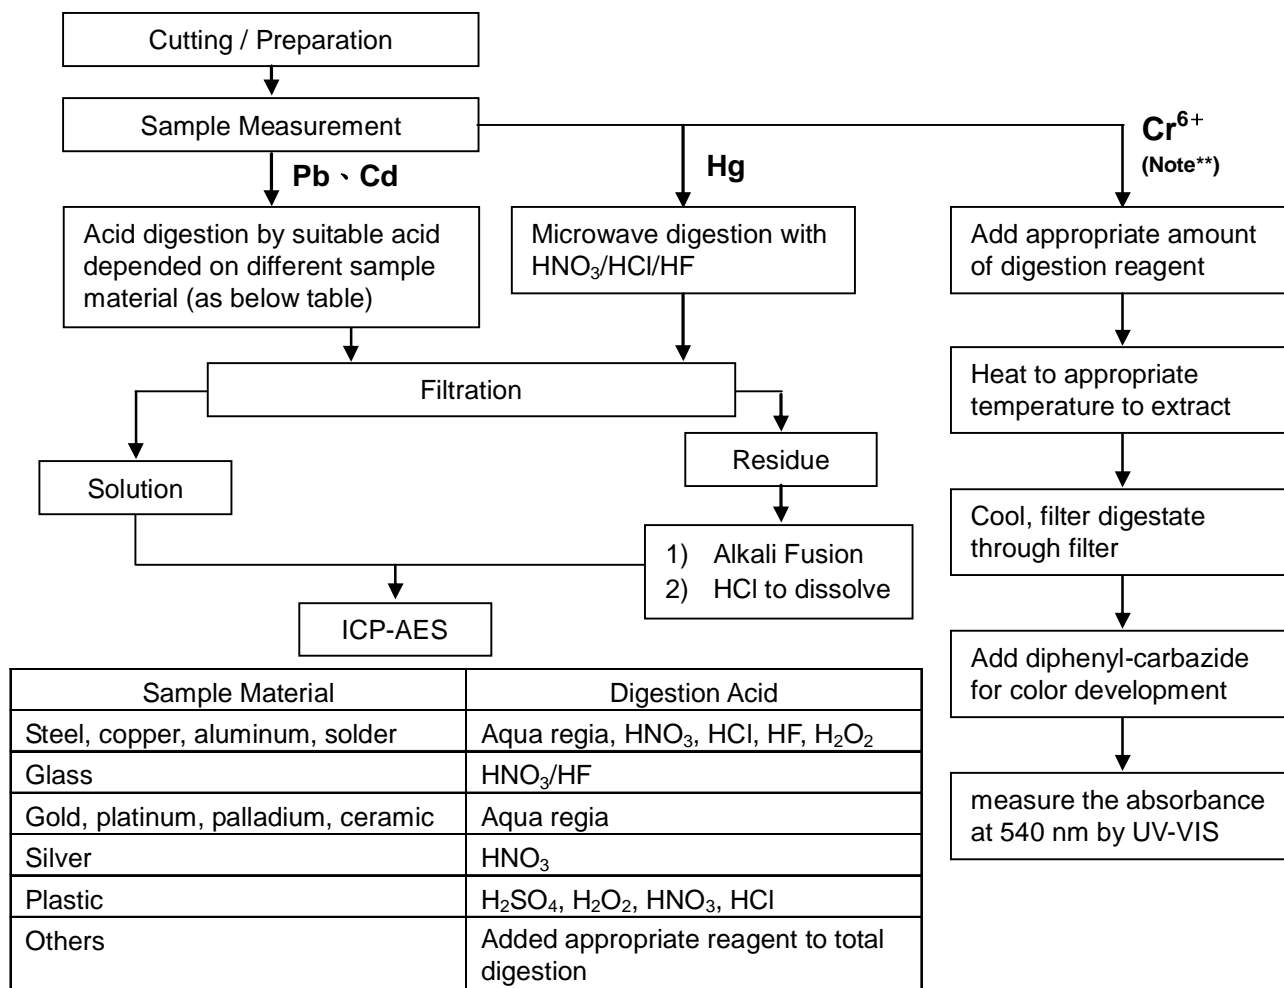 Cutting / Preparation
Sample Measurement
Pb、Cd
Hg
Cr⁶⁺
(Note**)
Acid digestion by suitable acid
depended on different sample
material (as below table)
Microwave digestion with
HNO₃/HCl/HF
Add appropriate amount
of digestion reagent
Filtration
Heat to appropriate
temperature to extract
Solution
Residue
Cool, filter digestate
through filter
1) Alkali Fusion
2) HCl to dissolve
ICP-AES
Add diphenyl-carbazide
for color development
measure the absorbance
at 540 nm by UV-VIS
Sample Material Digestion Acid
Steel, copper, aluminum, solder Aqua regia, HNO₃, HCl, HF, H₂O₂
Glass HNO₃/HF
Gold, platinum, palladium, ceramic Aqua regia
Silver HNO₃
Plastic H₂SO₄, H₂O₂, HNO₃, HCl
Others Added appropriate reagent to total
digestion